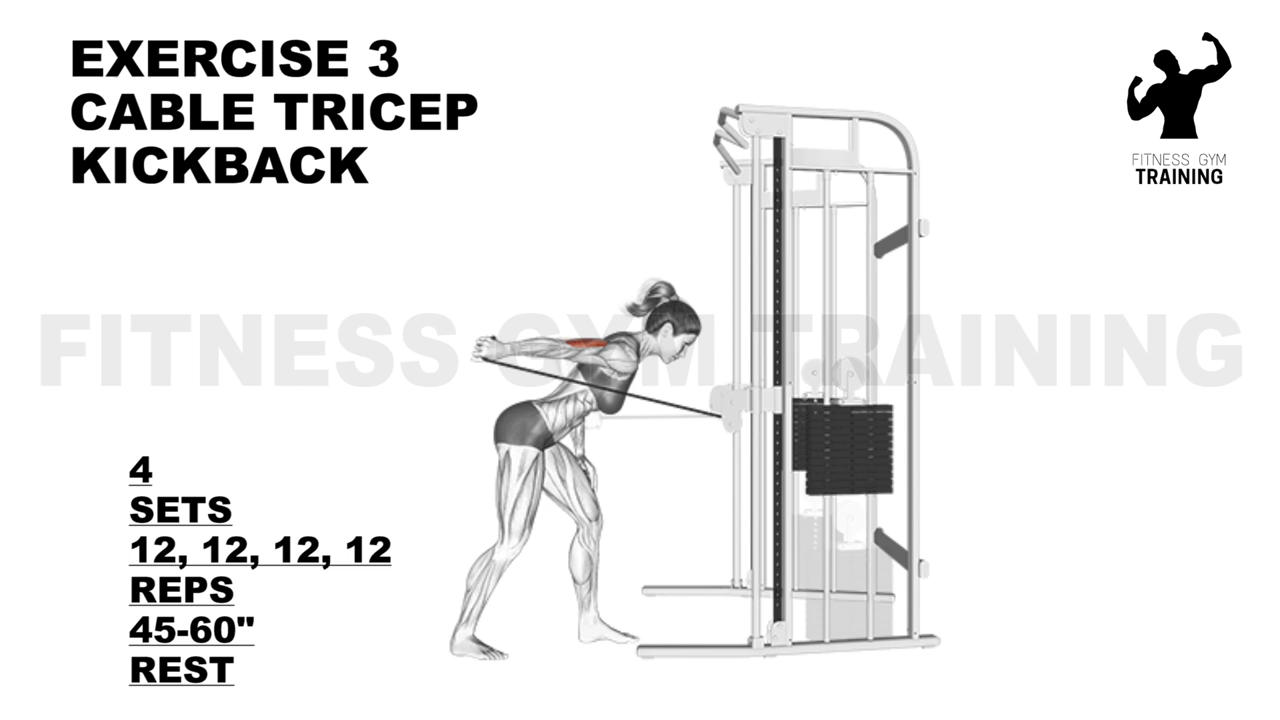 EXERCISE 3
CABLE TRICEP
KICKBACK
FITNESS GYM
TRAINING
FITNESS GYM TRAINING
4
SETS
12, 12, 12, 12
REPS
45-60"
REST